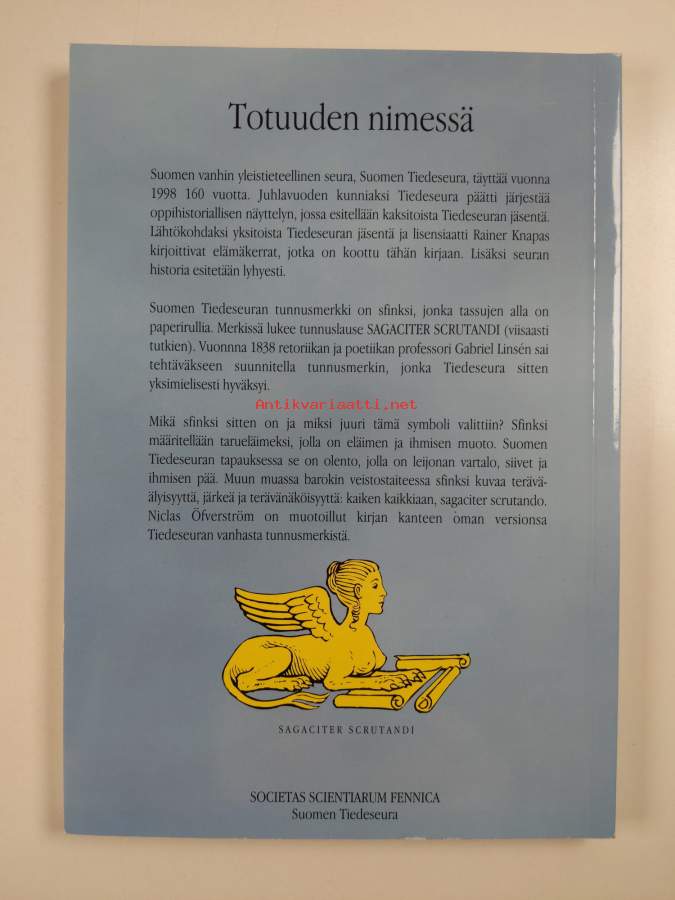 Totuuden nimessä
Suomen vanhin yleistieteellinen seura, Suomen Tiedeseura, täyttää vuonna
1998 160 vuotta. Juhlavuoden kunniaksi Tiedeseura päätti järjestää
oppihistoriallisen näyttelyn, jossa esitellään kaksitoista Tiedeseuran jäsentä.
Lähtökohdaksi yksitoista Tiedeseuran jäsentä ja lisensiaatti Rainer Knapas
kirjoittivat elämäkerrat, jotka on koottu tähän kirjaan. Lisäksi seuran
historia esitetään lyhyesti.
Suomen Tiedeseuran tunnusmerkki on sfinksi, jonka tassujen alla on
paperirullia. Merkissä lukee tunnuslause SAGACITER SCRUTANDI (viisaasti
tutkien). Vuonnna 1838 retoriikan ja poetiikan professori Gabriel Linsén sai
tehtäväkseen suunnitella tunnusmerkin, jonka Tiedeseura sitten
yksimielisesti hyväksyi.
Antikvariaatti.net
Mikä sfinksi sitten on ja miksi juuri tämä symboli valittiin? Sfinksi
määritellään tarueläimeksi, jolla on eläimen ja ihmisen muoto. Suomen
Tiedeseuran tapauksessa se on olento, jolla on leijonan vartalo, siivet ja
ihmisen pää. Muun muassa barokin veistostaiteessa sfinksi kuvaa terävä-
älyisyyttä, järkeä ja terävänäköisyyttä: kaiken kaikkiaan, sagaciter scrutando.
Niclas Öfverström on muotoillut kirjan kanteen oman versionsa
Tiedeseuran vanhasta tunnusmerkistä.
SAGACITER SCRUTANDI
SOCIETAS SCIENTIARUM FENNICA
Suomen Tiedeseura